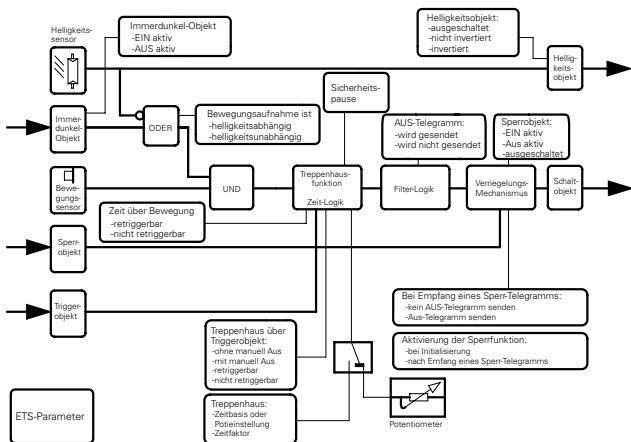 Helligkeits-
sensor
Immerdunkel-Objekt
-EIN aktiv
-AUS aktiv
Helligkeitsobjekt:
-ausgeschaltet
-nicht invertiert
-invertiert
Hellig-
keits-
objekt
Sicherheits-
pause
Immer-
dunkel-
Objekt
ODER
Bewegungsaufnahme ist
-helligkeitsabhängig
-helligkeitsunabhängig
AUS-Telegramm:
-wird gesendet
-wird nicht gesendet
Sperrobjekt:
-EIN aktiv
-Aus aktiv
-ausgeschaltet
Bewe-
gungs-
sensor
UND
Treppenhaus
funktion
Zeit-Logik
Filter-Logik
Verriegelungs-
Mechanismus
Schalt-
objekt
Zeit über Bewegung
-retriggerbar
-nicht retriggerbar
Sperr-
objekt
Trigger-
objekt
Bei Empfang eines Sperr-Telegramms:
-kein AUS-Telegramm senden
-Aus-Telegramm senden
Treppenhaus über
Triggerobjekt:
-ohne manuell Aus
-mit manuell Aus
-retriggerbar
-nicht retriggerbar
Aktivierung der Sperrfunktion:
-bei Initialisierung
-nach Emfang eines Sperr-Telegramms
Treppenhaus:
-Zeitbasis oder
Potieinstellung
-Zeitfaktor
Potentiometer
ETS-Parameter